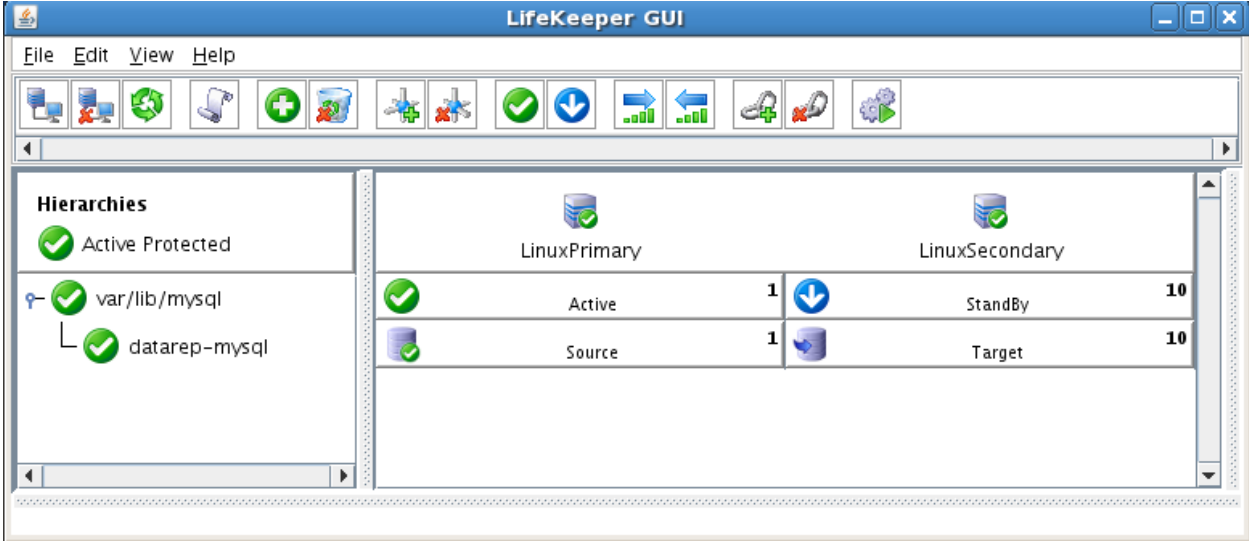 LifeKeeper GUI
File Edit View Help
Hierarchies
Active Protected
LinuxPrimary LinuxSecondary
var/lib/mysql Active 1 StandBy 10
datarep-mysql Source 1 Target 10